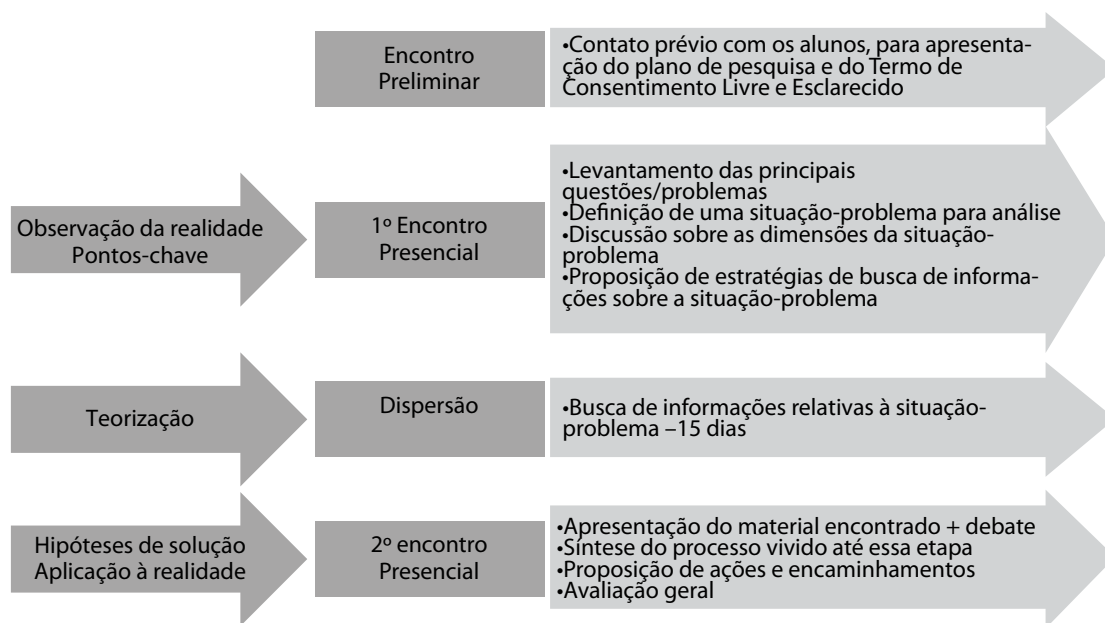 Encontro
Preliminar
•Contato prévio com os alunos, para apresenta-
ção do plano de pesquisa e do Termo de
Consentimento Livre e Esclarecido
Observação da realidade
Pontos-chave
1º Encontro
Presencial
•Levantamento das principais
questões/problemas
•Definição de uma situação-problema para análise
•Discussão sobre as dimensões da situação-
problema
•Proposição de estratégias de busca de informa-
ções sobre a situação-problema
Teorização
Dispersão
•Busca de informações relativas à situação-
problema –15 dias
Hipóteses de solução
Aplicação à realidade
2º encontro
Presencial
•Apresentação do material encontrado + debate
•Síntese do processo vivido até essa etapa
•Proposição de ações e encaminhamentos
•Avaliação geral